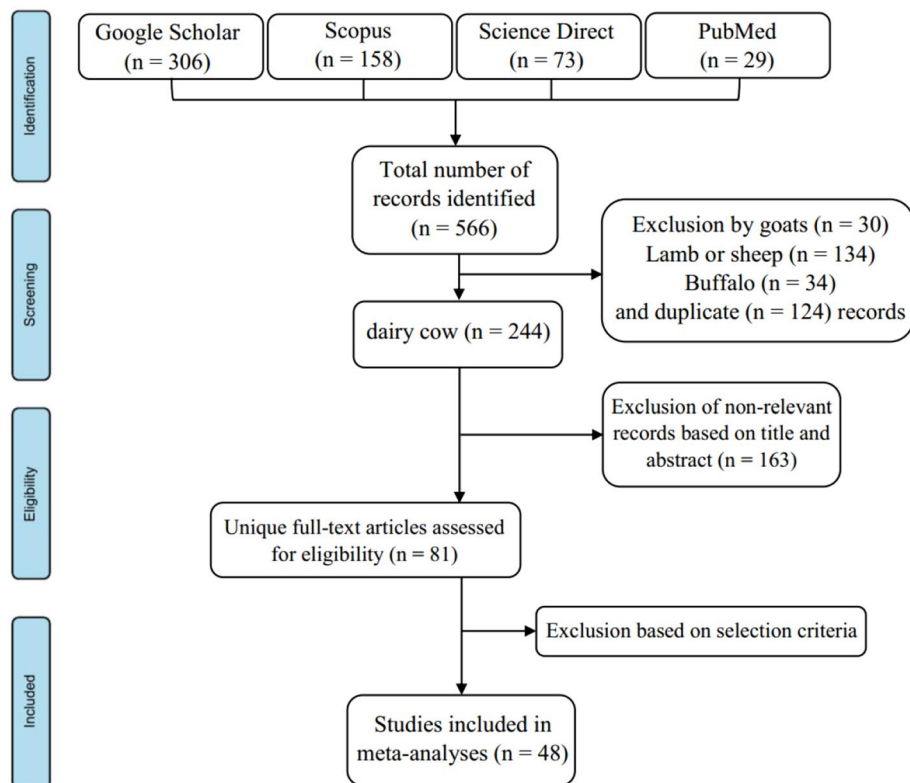 Identification
Google Scholar
(n = 306)
Scopus
(n = 158)
Science Direct
(n = 73)
PubMed
(n = 29)
Total number of
records identified
(n = 566)
Screening
Exclusion by goats (n = 30)
Lamb or sheep (n = 134)
Buffalo (n = 34)
and duplicate (n = 124) records
dairy cow (n = 244)
Exclusion of non-relevant
records based on title and
abstract (n = 163)
Eligibility
Unique full-text articles assessed
for eligibility (n = 81)
Exclusion based on selection criteria
Included
Studies included in
meta-analyses (n = 48)